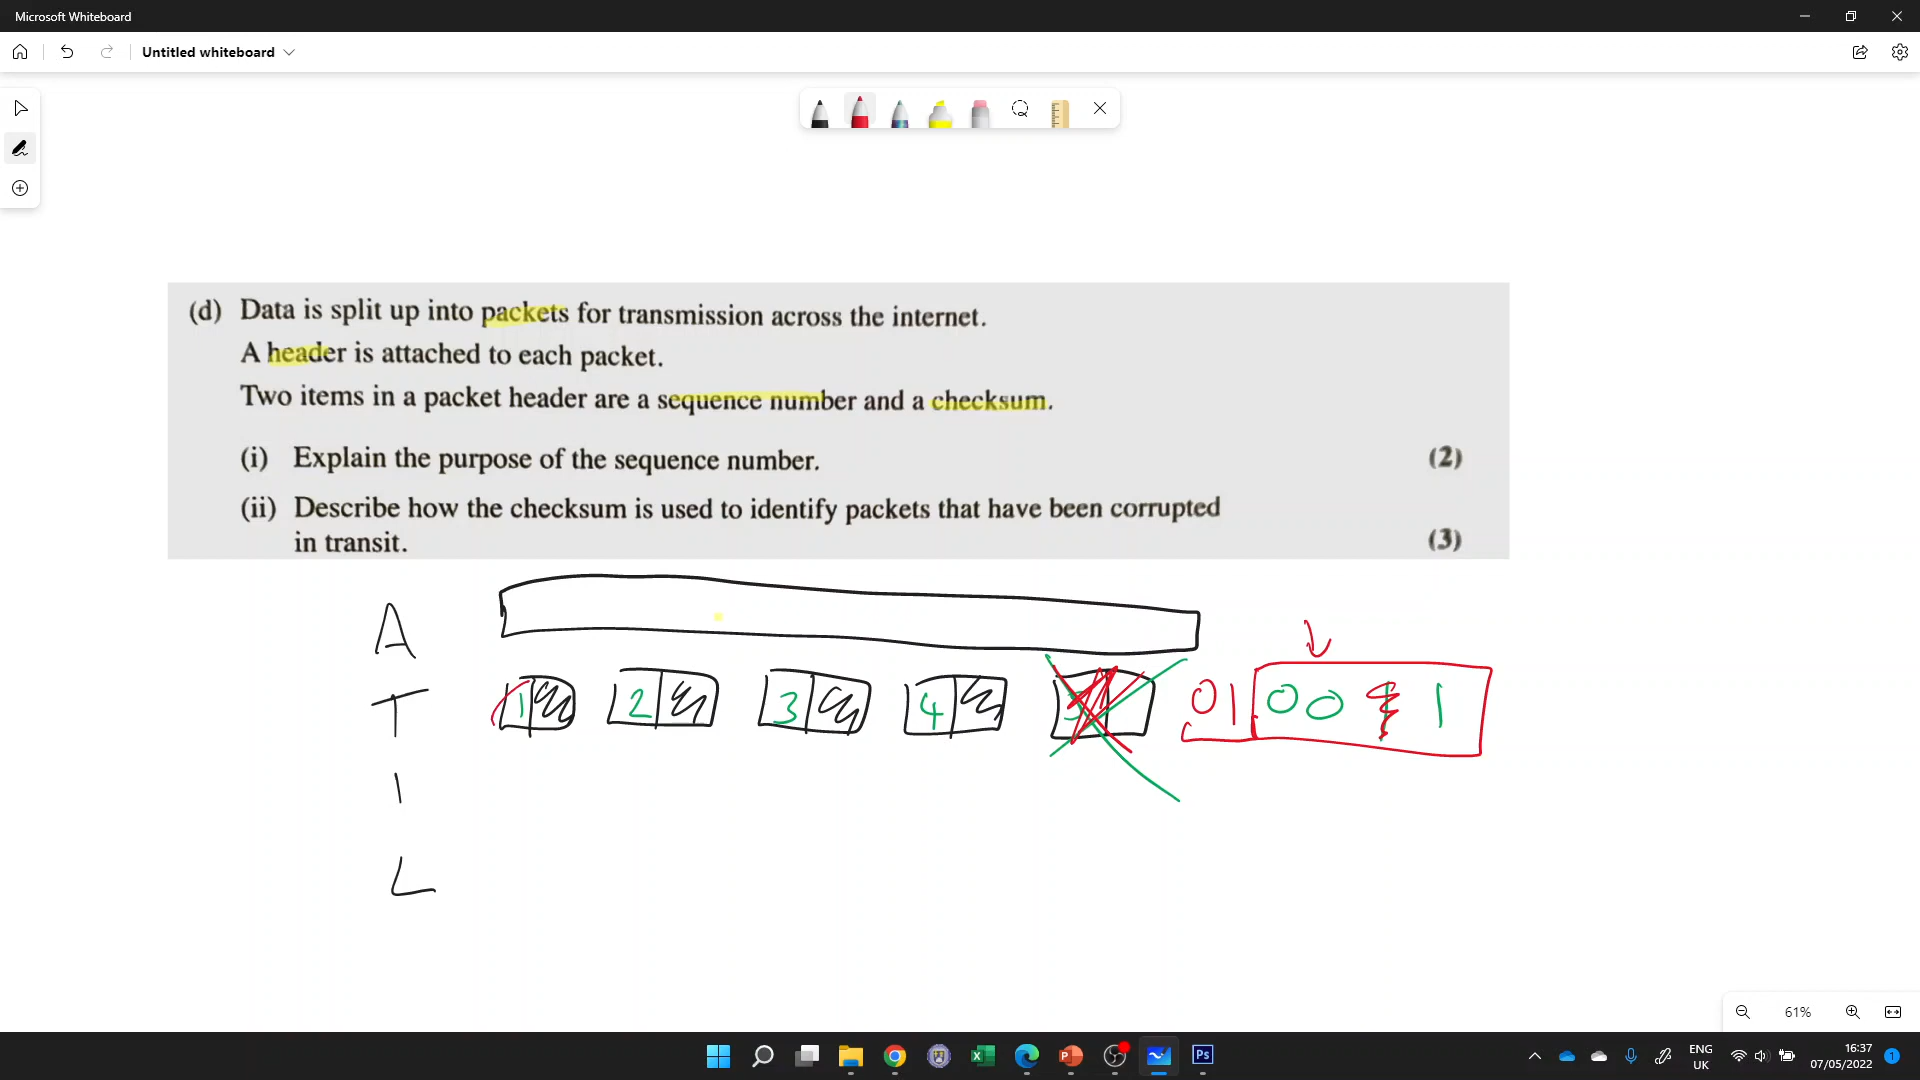 Microsoft Whiteboard
Untitled whiteboard
(d) Data is split up into packets for transmission across the internet.
A header is attached to each packet.
Two items in a packet header are a sequence number and a checksum.
(i) Explain the purpose of the sequence number. (2)
(ii) Describe how the checksum is used to identify packets that have been corrupted
in transit. (3)
A
T
I
L
1 2 3 4
01 00 1
61%
ENG
UK
16:37
07/05/2022
1